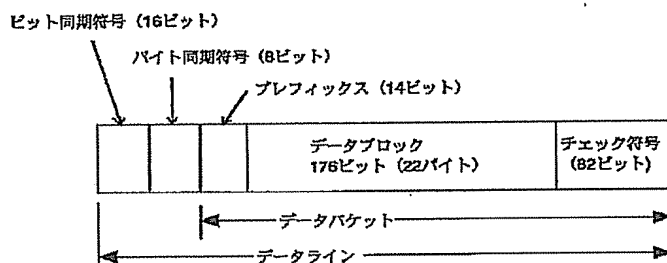 ビット同期符号 (16ビット)
バイト同期符号 (8ビット)
プレフィックス (14ビット)
データブロック
176ビット (22バイト)
チェック符号
(82ビット)
データパケット
データライン